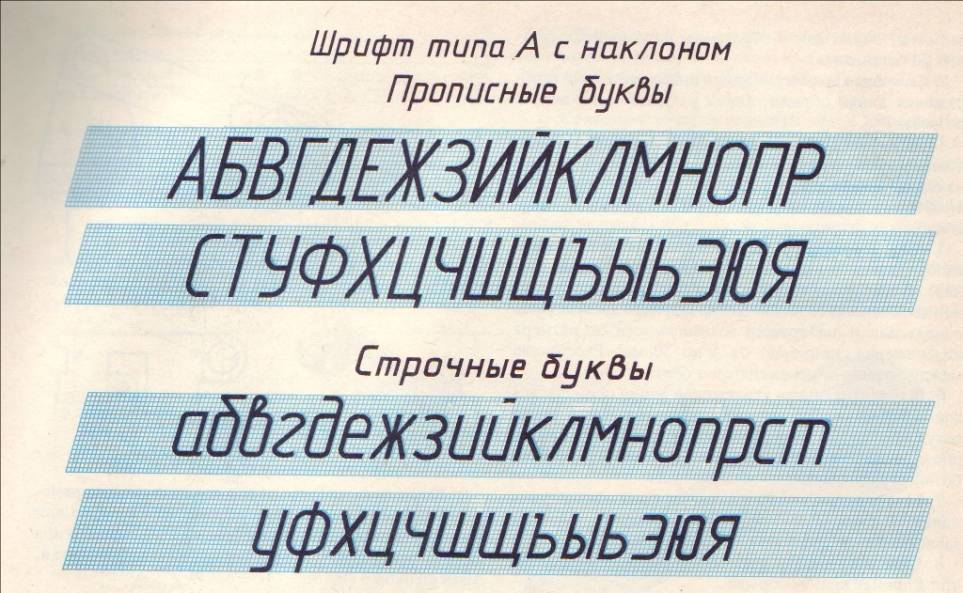 Шрифт типа А с наклоном
Прописные буквы
АБВГДЕЖЗИЙКЛМНОПР
СТУФХЦЧШЩЪЫЬЭЮЯ
Строчные буквы
абвгдежзийклмнопрст
уфхцчшщъыьэюя